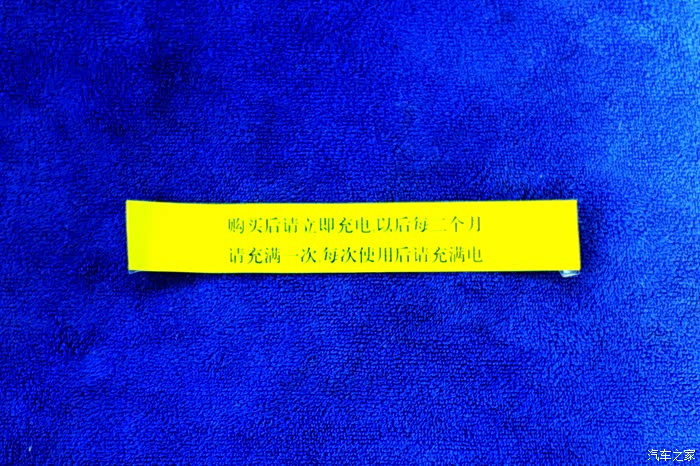 购买后请立即充电,以后每二个月
请充满一次,每次使用后请充满电
汽车之家